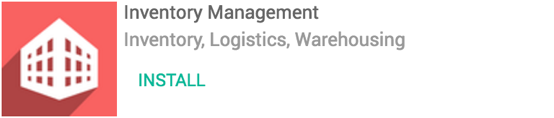 Inventory Management
Inventory, Logistics, Warehousing
INSTALL